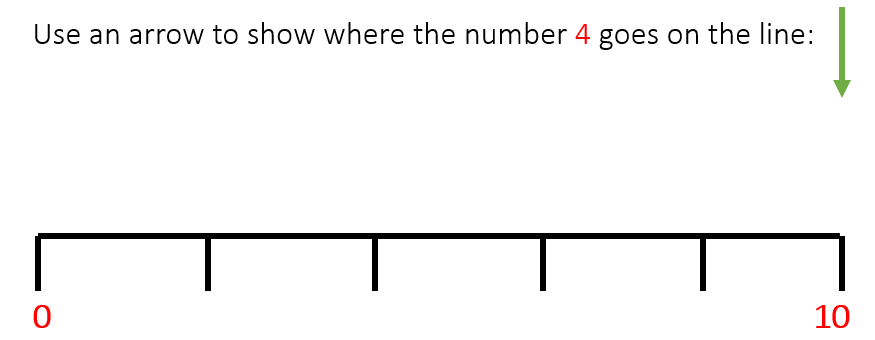 Use an arrow to show where the number 4 goes on the line:
0 10